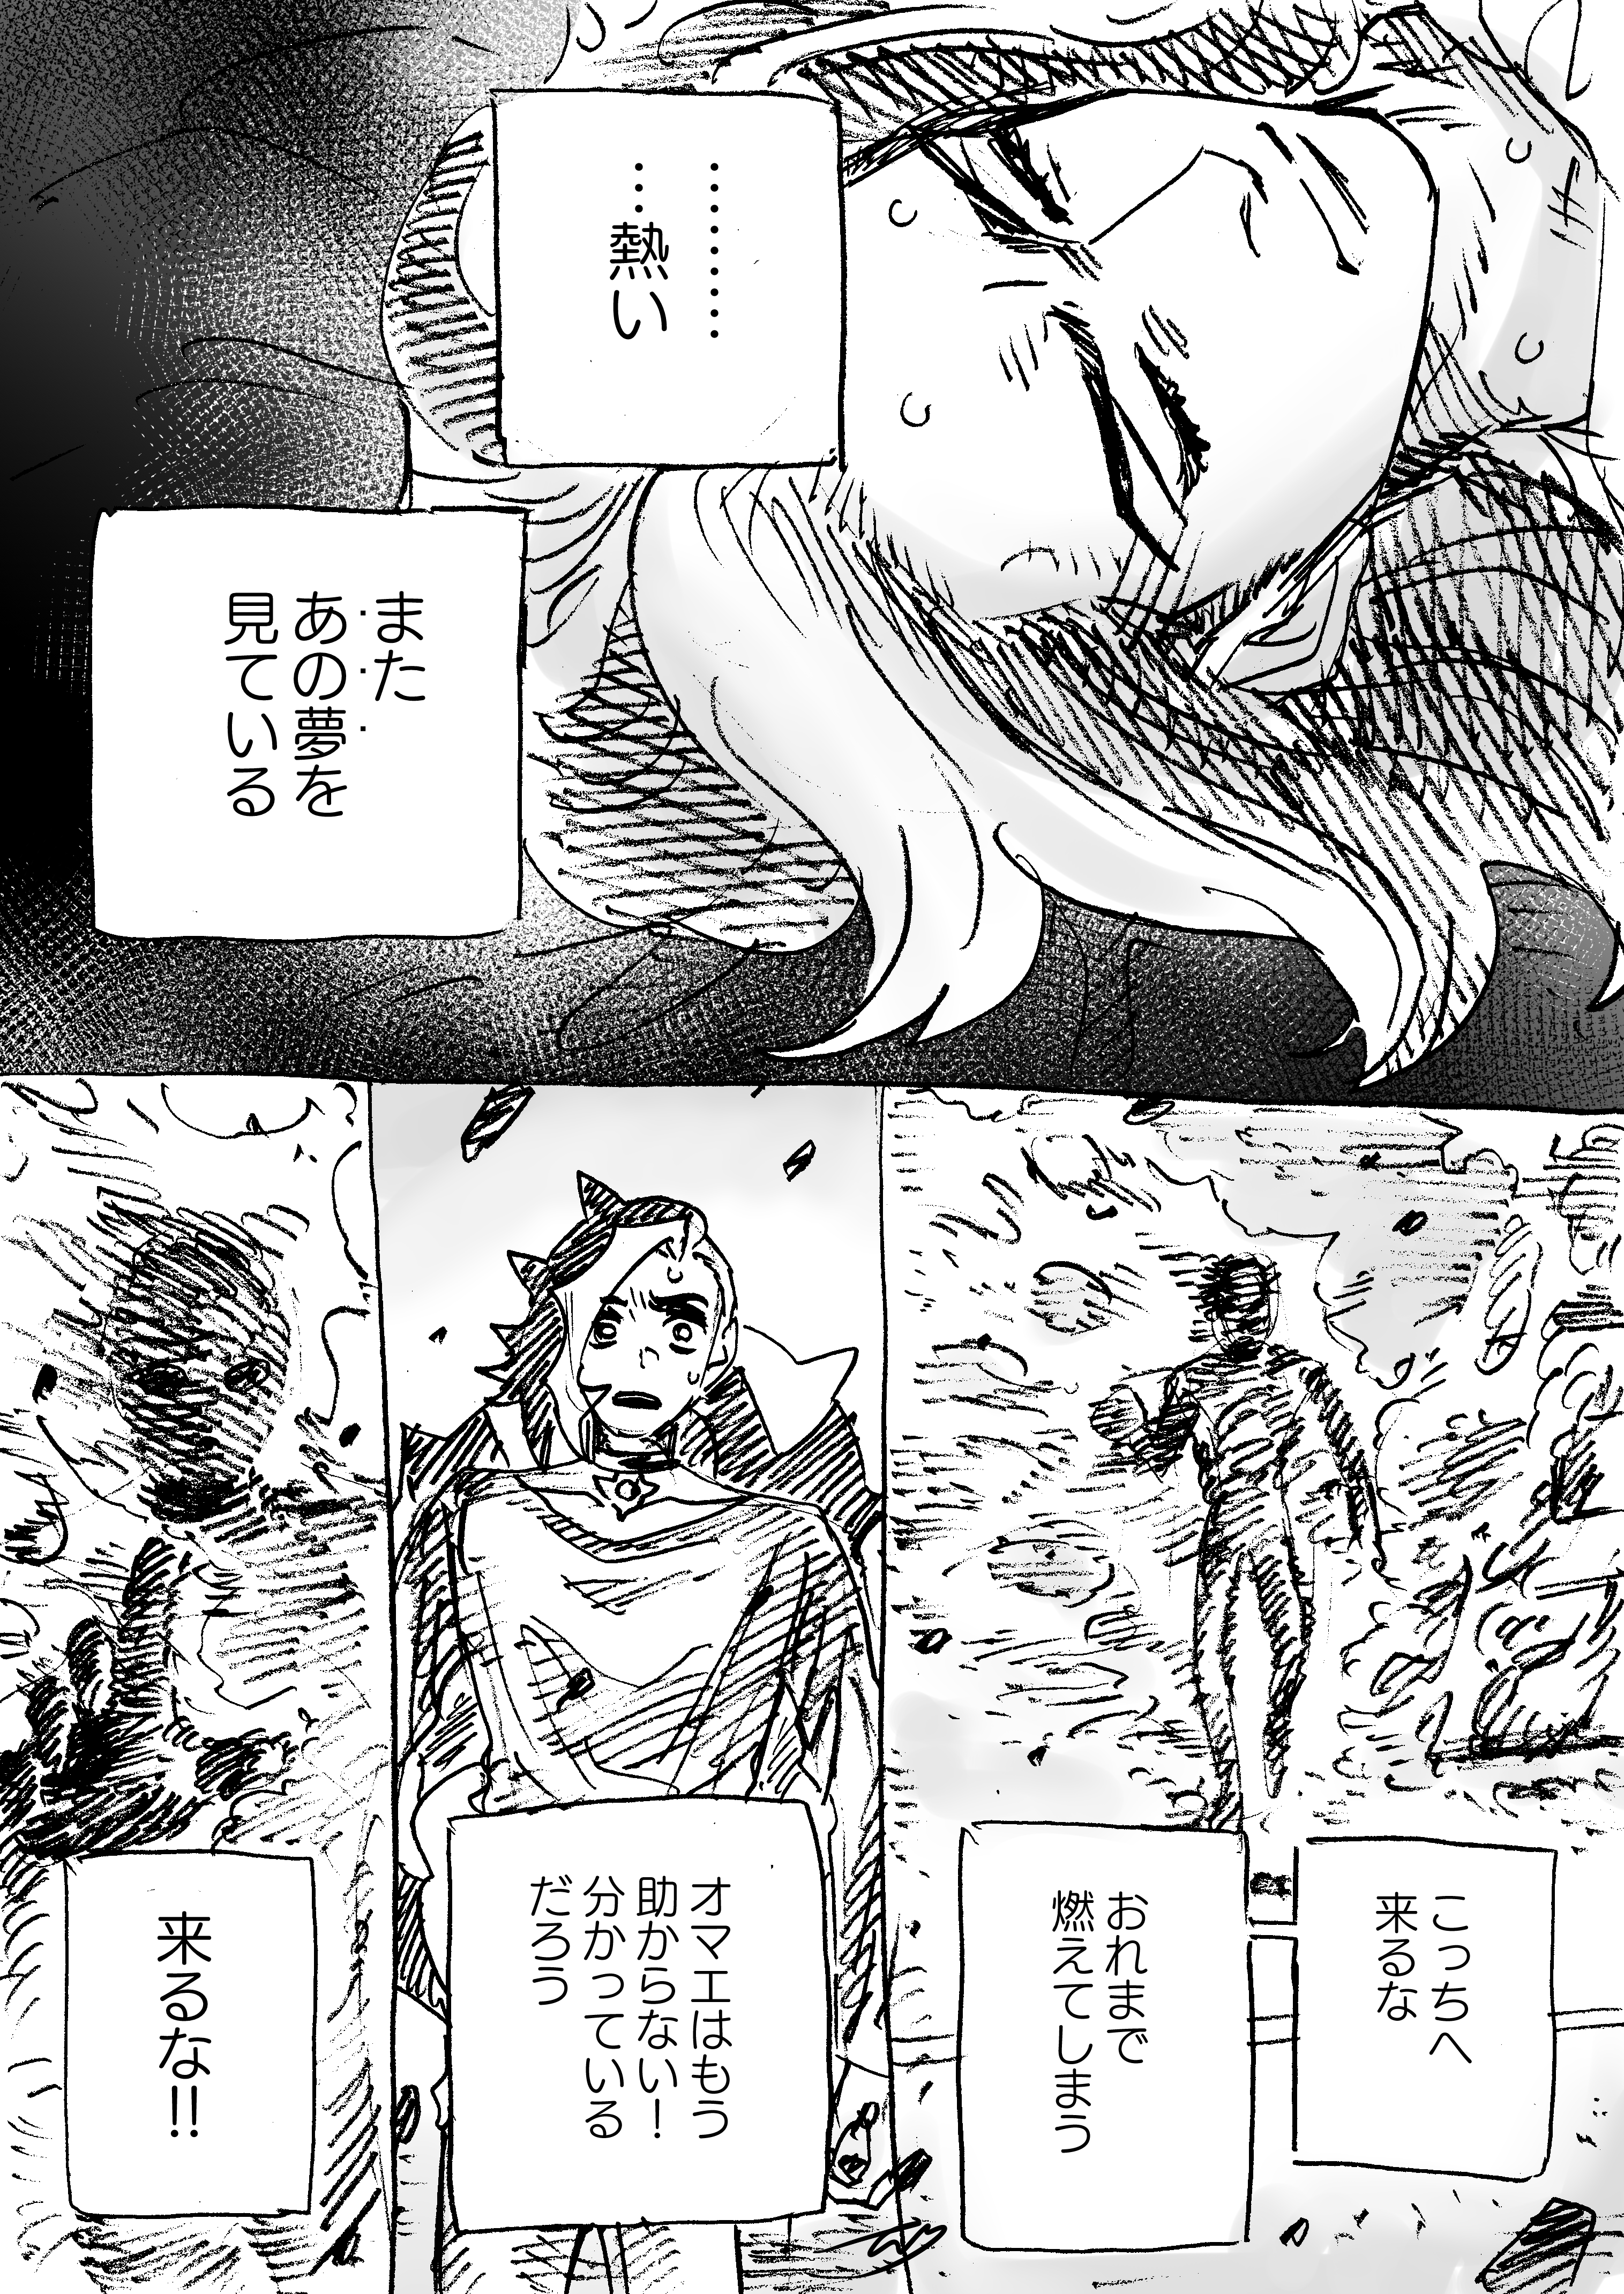 ………
…熱い
また
あの夢を
見ている
こっちへ
来るな
おれまで
燃えてしまう
オマエはもう
助からない！
分かっている
だろう
来るな!!